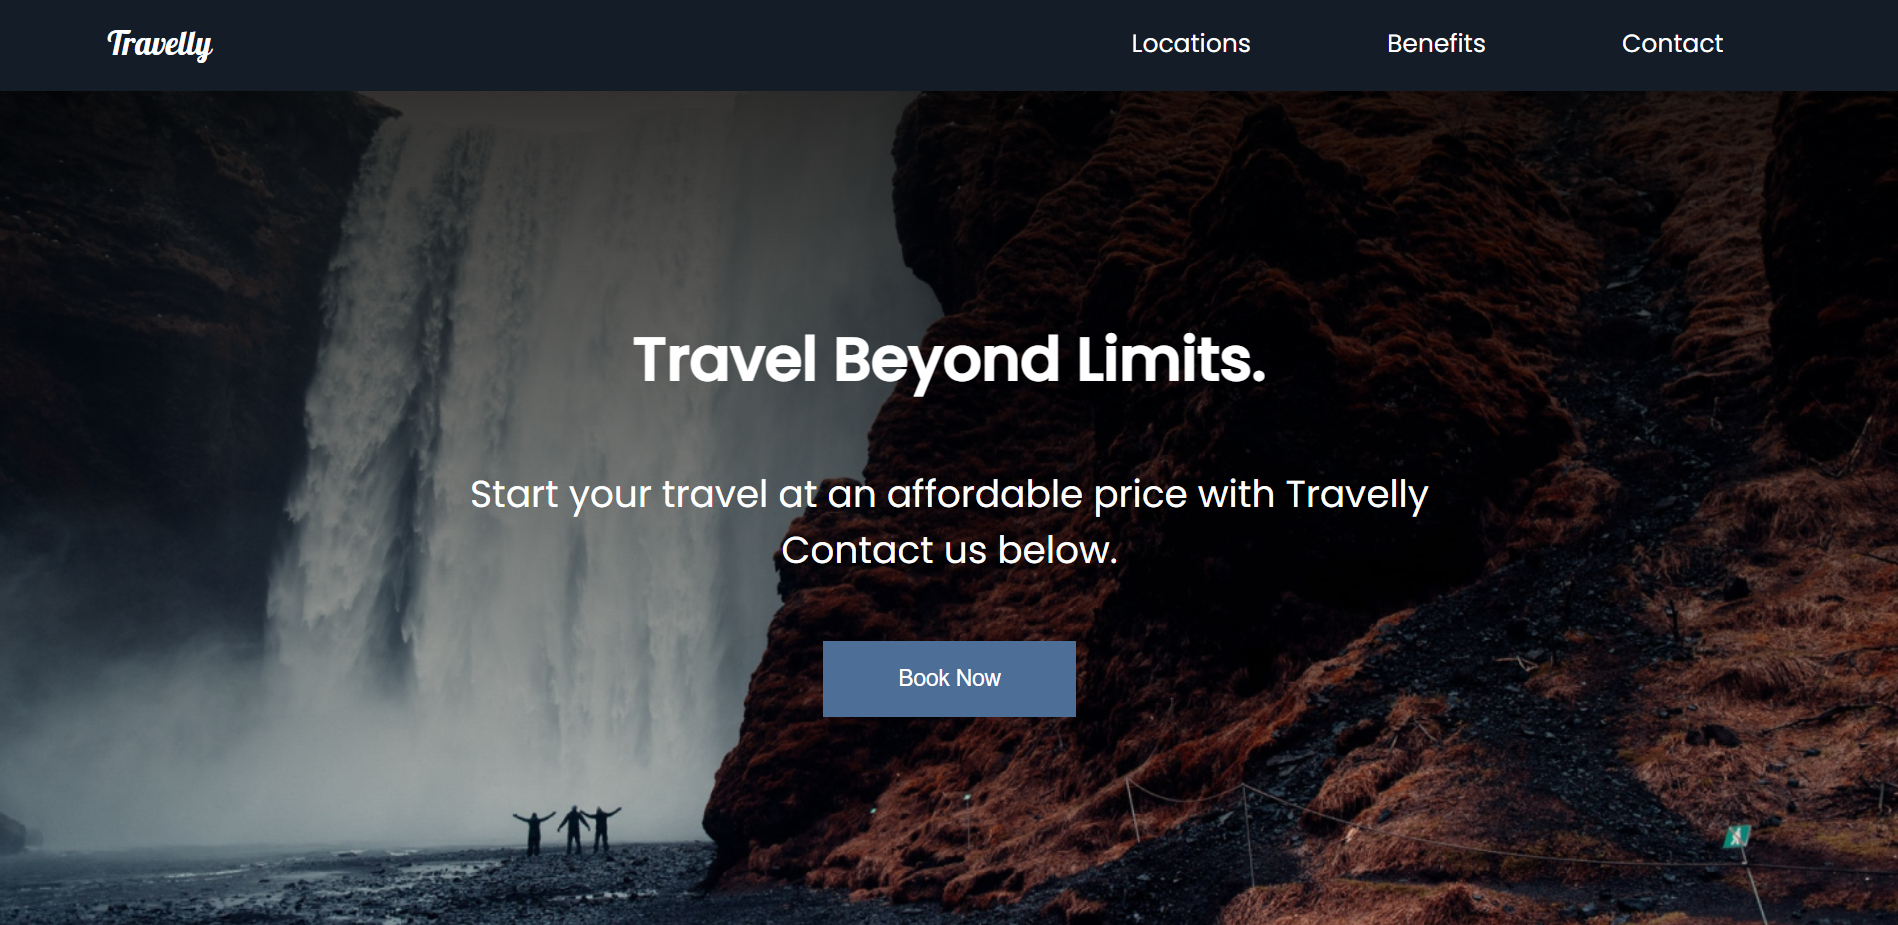 Travelly
Locations Benefits Contact
Travel Beyond Limits.
Start your travel at an affordable price with Travelly
Contact us below.
Book Now